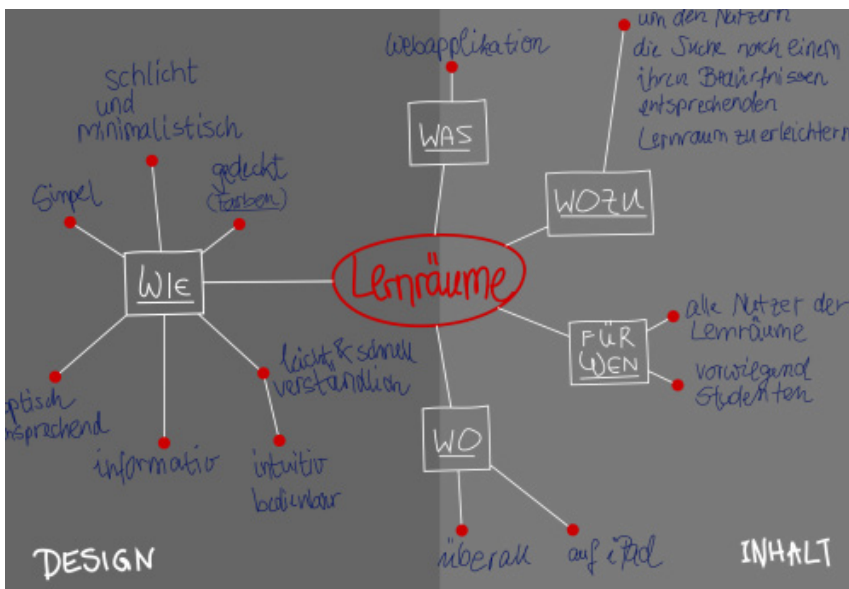 webapplikation
um den Nutzern
die Suche nach einem
ihren Bedürfnissen
entsprechenden
Lernraum zu erleichtern
schlicht
und
minimalistisch
WAS
gedeckt
(Farben)
Simpel
WOZU
Lernräume
WIE
alle Nutzer der
Lernräume
FÜR
WEN
leicht & schnell
verständlich
vorwiegend
Studenten
optisch
ansprechend
WO
informativ
intuitiv
bedienbar
überall
auf iPad
DESIGN
INHALT